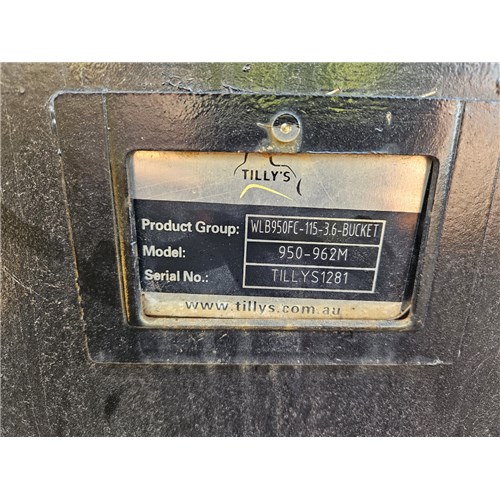 TILLY'S
Product Group: WLB950FC-115-3.6-BUCKET
Model: 950-962M
Serial No.: TILLYS1281
www.tillys.com.au